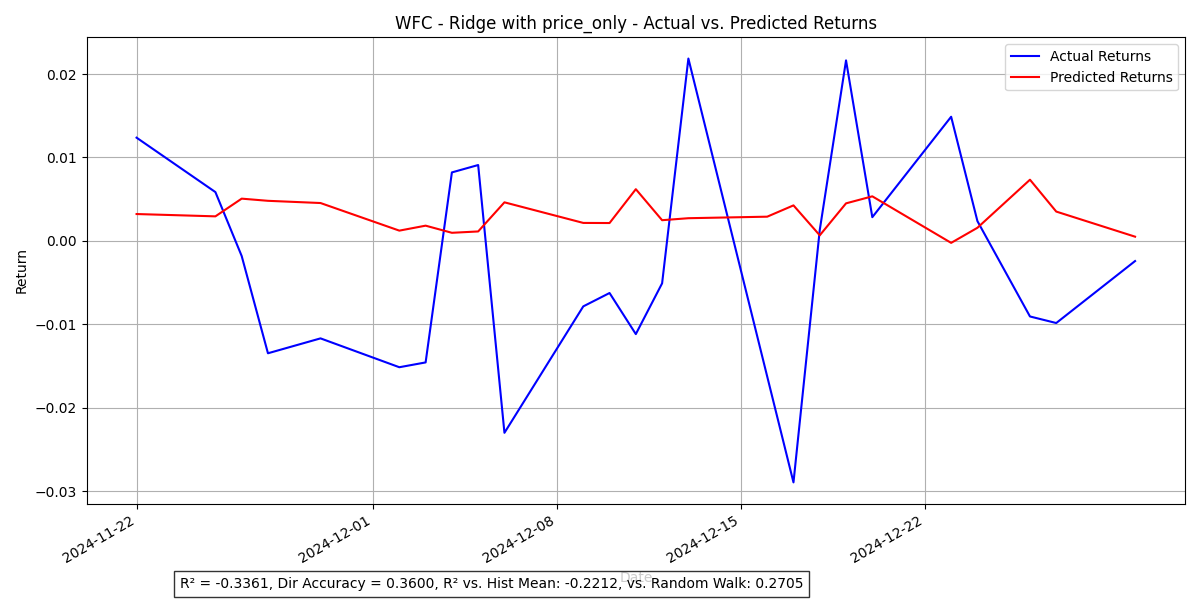 WFC - Ridge with price_only - Actual vs. Predicted Returns
Actual Returns
Predicted Returns
0.02
0.01
0.00
−0.01
−0.02
−0.03
Return
2024-11-22
2024-12-01
2024-12-08
2024-12-15
2024-12-22
Date
R² = -0.3361, Dir Accuracy = 0.3600, R² vs. Hist Mean: -0.2212, vs. Random Walk: 0.2705